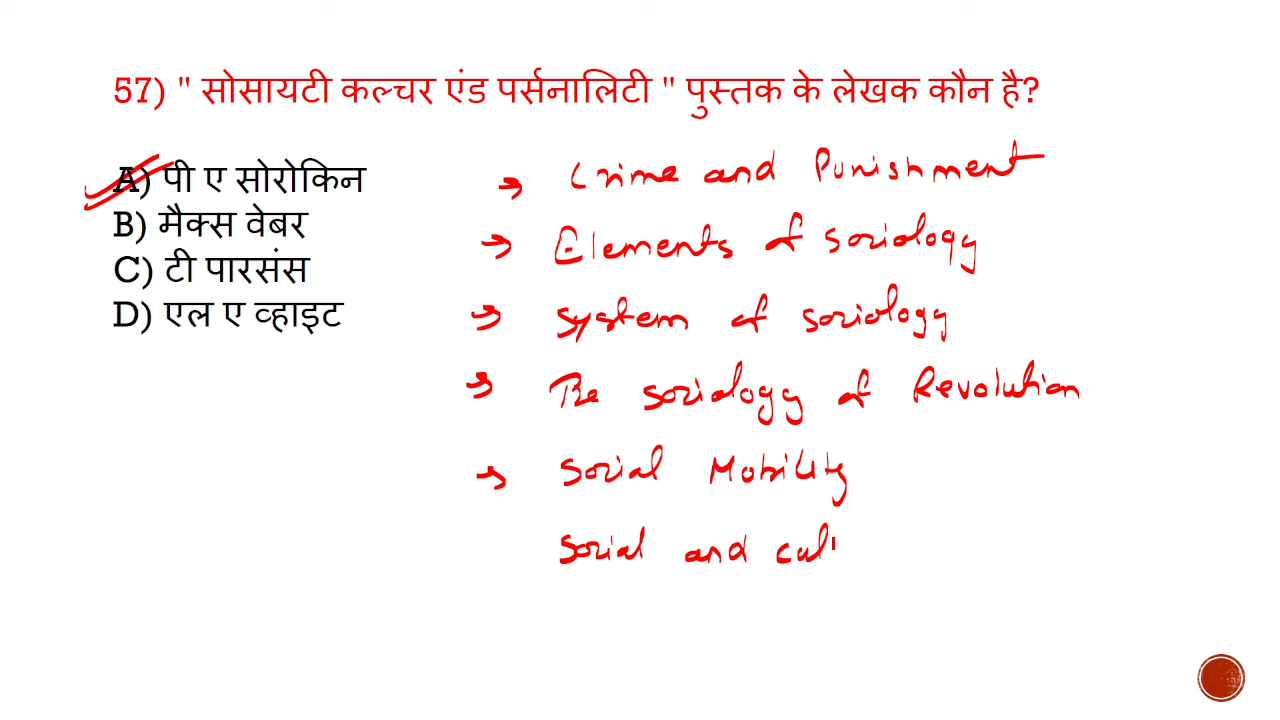 57) " सोसायटी कल्चर एंड पर्सनालिटी " पुस्तक के लेखक कौन है?
A) पी ए सोरोकिन
B) मैक्स वेबर
C) टी पारसंस
D) एल ए व्हाइट
→ Crime and Punishment
→ Elements of sociology
→ System of sociology
→ The sociology of Revolution
→ Social Mobility
Social and cul